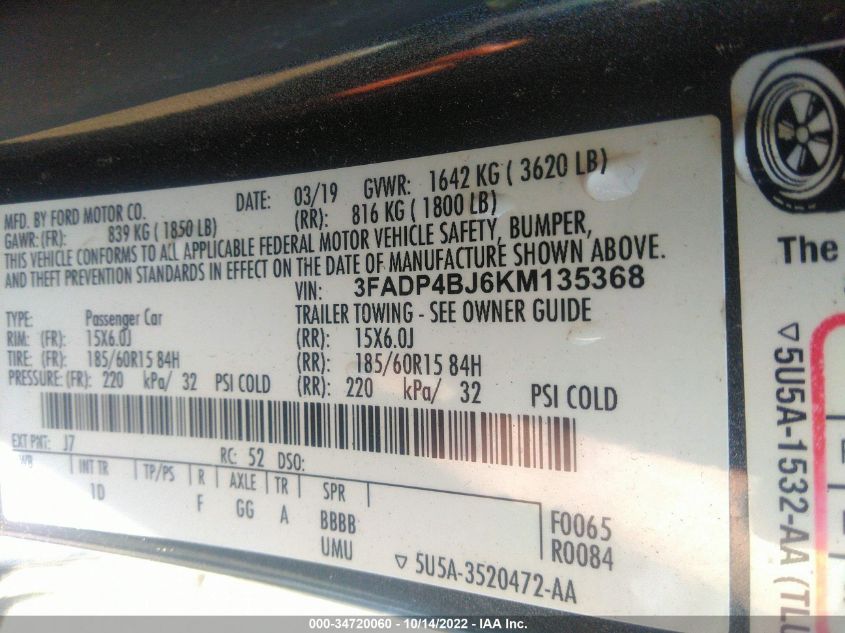 MFD. BY FORD MOTOR CO. DATE: 03/19 GVWR: 1642 KG ( 3620 LB)
GAWR: (FR): 839 KG ( 1850 LB) (RR): 816 KG ( 1800 LB)
THIS VEHICLE CONFORMS TO ALL APPLICABLE FEDERAL MOTOR VEHICLE SAFETY, BUMPER,
AND THEFT PREVENTION STANDARDS IN EFFECT ON THE DATE OF MANUFACTURE SHOWN ABOVE.
VIN: 3FADP4BJ6KM135368
TYPE: Passenger Car TRAILER TOWING - SEE OWNER GUIDE
RIM: (FR): 15X6.0J (RR): 15X6.0J
TIRE: (FR): 185/60R15 84H (RR): 185/60R15 84H
PRESSURE: (FR): 220 kPa/ 32 PSI COLD (RR): 220 kPa/ 32 PSI COLD
EXT PNT: J7 RC: 52 DSO:
WB INT TR TP/PS R AXLE TR SPR
1D F GG A BBBB F0065
UMU R0084
5U5A-3520472-AA
The
5U5A-1532-AA (TLU
000-34720060 - 10/14/2022 - IAA Inc.